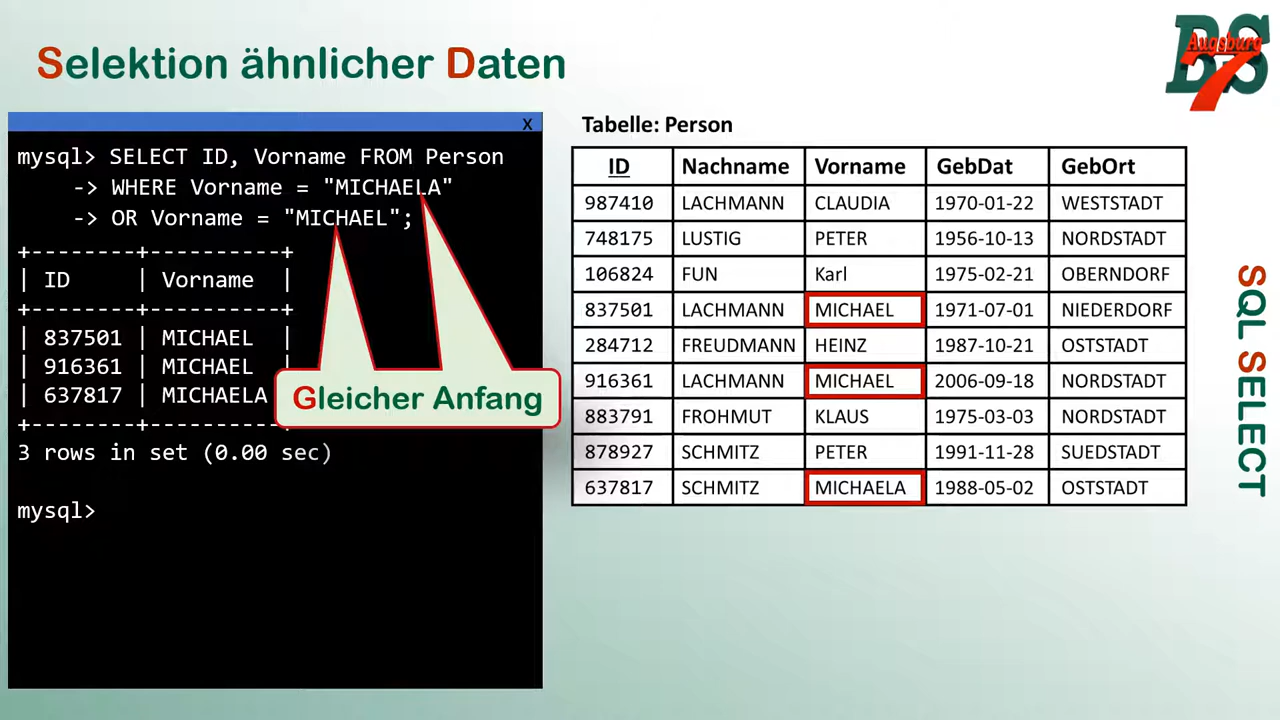 Selektion ähnlicher Daten
BS
Augsburg
7
X
mysql> SELECT ID, Vorname FROM Person
-> WHERE Vorname = "MICHAELA"
-> OR Vorname = "MICHAEL";
+--------+----------+
| ID | Vorname |
+--------+----------+
| 837501 | MICHAEL |
| 916361 | MICHAEL
| 637817 | MICHAELA
+--------+----------+
3 rows in set (0.00 sec)
mysql>
Gleicher Anfang
Tabelle: Person
ID Nachname Vorname GebDat GebOrt
987410 LACHMANN CLAUDIA 1970-01-22 WESTSTADT
748175 LUSTIG PETER 1956-10-13 NORDSTADT
106824 FUN Karl 1975-02-21 OBERNDORF
837501 LACHMANN MICHAEL 1971-07-01 NIEDERDORF
284712 FREUDMANN HEINZ 1987-10-21 OSTSTADT
916361 LACHMANN MICHAEL 2006-09-18 NORDSTADT
883791 FROHMUT KLAUS 1975-03-03 NORDSTADT
878927 SCHMITZ PETER 1991-11-28 SUEDSTADT
637817 SCHMITZ MICHAELA 1988-05-02 OSTSTADT
SQL SELECT